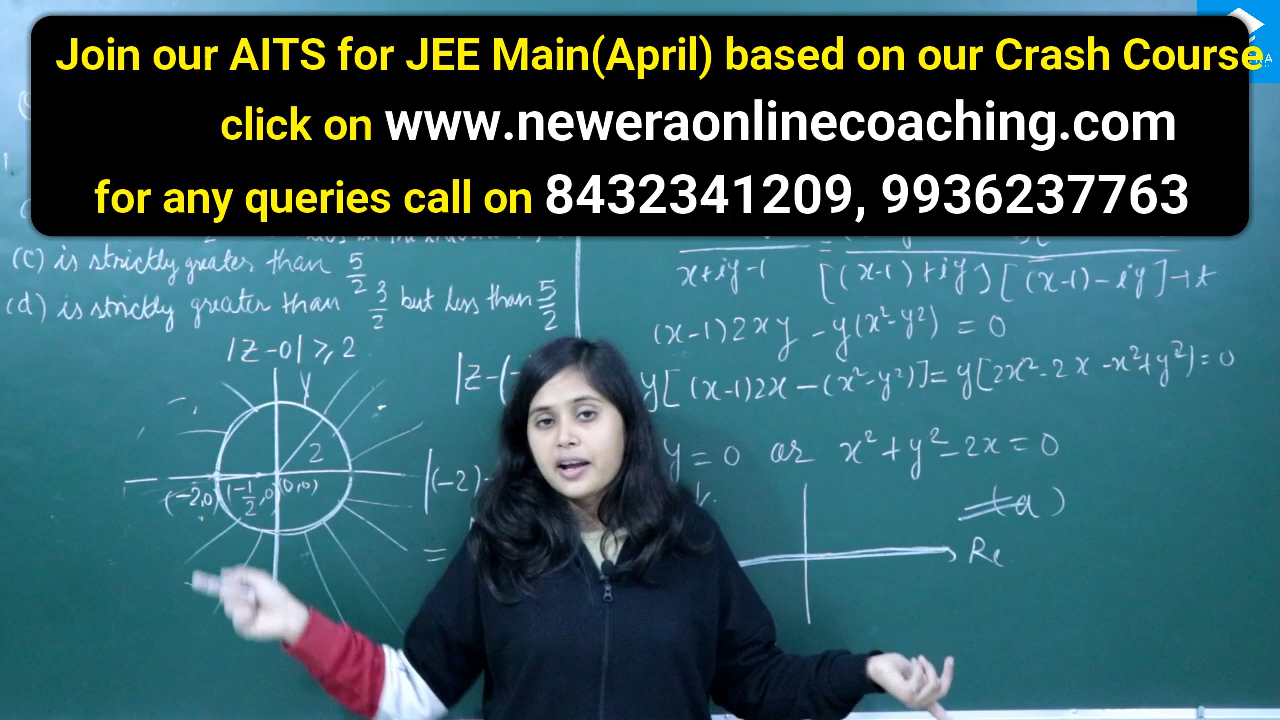 Join our AITS for JEE Main(April) based on our Crash Course
click on www.neweraonlinecoaching.com
for any queries call on 8432341209, 9936237763
(c) is strictly greater than 5/2
(d) is strictly greater than 3/2 but less than 5/2
|z-0| ≥ 2
y
2
(-2,0) (-1/2,0) (0,0)
|z-(-
|(-2)-
=
x+iy-1
[(x-1)+iy][(x-1)-iy]
(x-1)2xy - y(x²-y²) = 0
y[(x-1)2x-(x²-y²)] = y[2x²-2x-x²+y²) = 0
y = 0 or x²+y²-2x = 0
(a)
Re